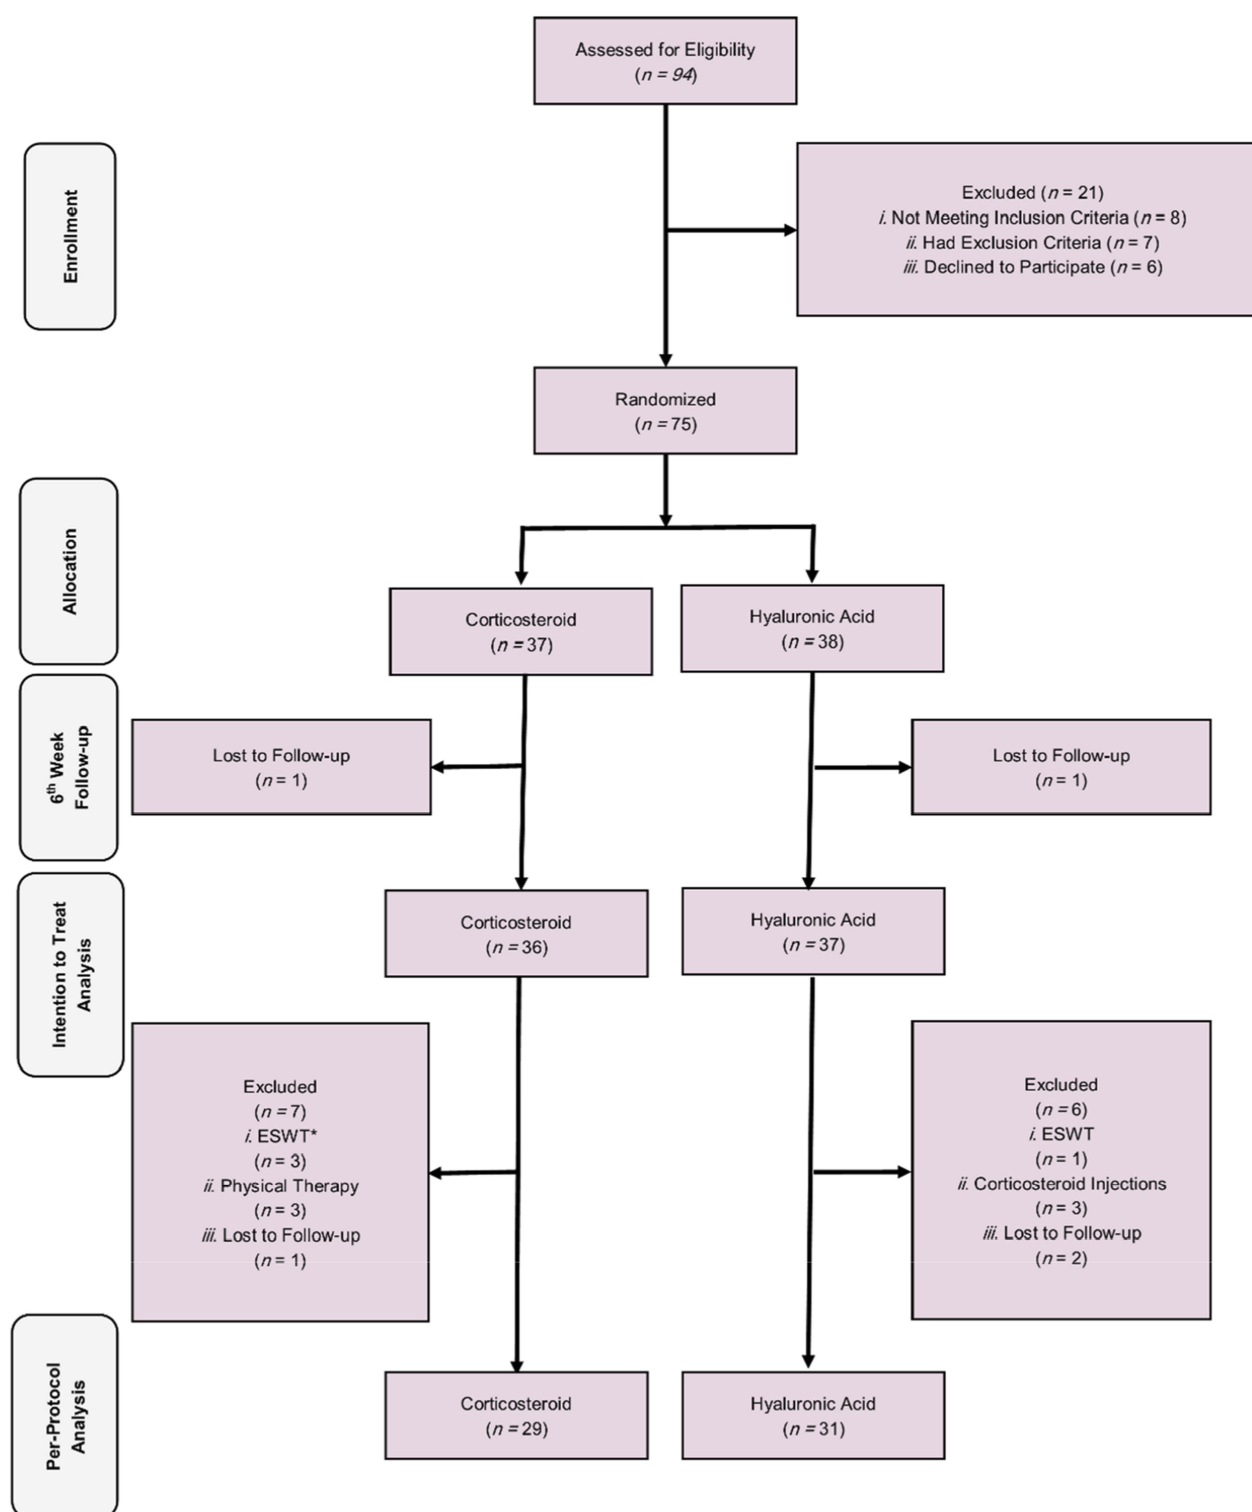 Assessed for Eligibility
(n = 94)
Enrollment
Excluded (n = 21)
i. Not Meeting Inclusion Criteria (n = 8)
ii. Had Exclusion Criteria (n = 7)
iii. Declined to Participate (n = 6)
Randomized
(n = 75)
Allocation
Corticosteroid
(n = 37)
Hyaluronic Acid
(n = 38)
6th Week
Follow-up
Lost to Follow-up
(n = 1)
Lost to Follow-up
(n = 1)
Intention to Treat
Analysis
Corticosteroid
(n = 36)
Hyaluronic Acid
(n = 37)
Excluded
(n = 7)
i. ESWT*
(n = 3)
ii. Physical Therapy
(n = 3)
iii. Lost to Follow-up
(n = 1)
Excluded
(n = 6)
i. ESWT
(n = 1)
ii. Corticosteroid Injections
(n = 3)
iii. Lost to Follow-up
(n = 2)
Per-Protocol
Analysis
Corticosteroid
(n = 29)
Hyaluronic Acid
(n = 31)